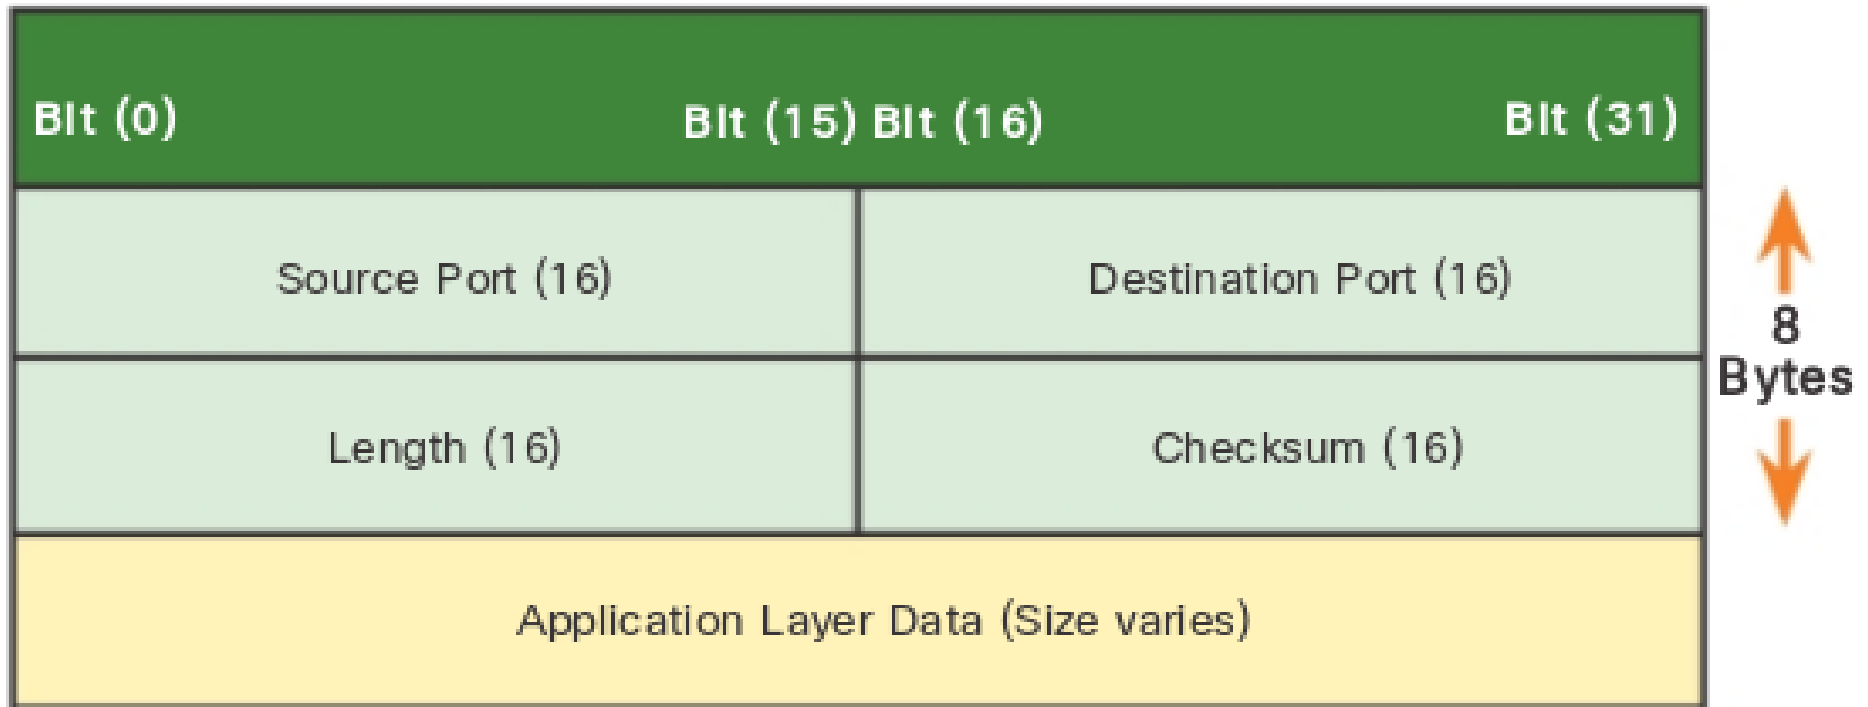 Bit (0) Bit (15) Bit (16) Bit (31)
Source Port (16) Destination Port (16)
8
Bytes
Length (16) Checksum (16)
Application Layer Data (Size varies)